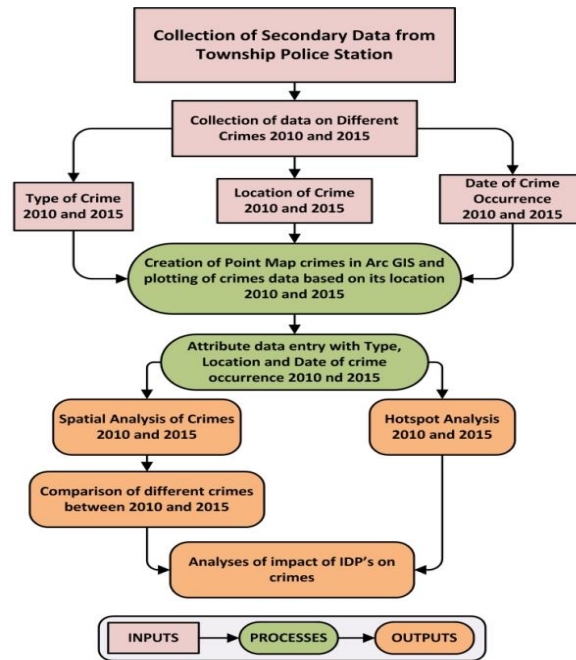 Collection of Secondary Data from
Township Police Station
Collection of data on Different
Crimes 2010 and 2015
Type of Crime
2010 and 2015
Location of Crime
2010 and 2015
Date of Crime
Occurrence
2010 and 2015
Creation of Point Map crimes in Arc GIS and
plotting of crimes data based on its location
2010 and 2015
Attribute data entry with Type,
Location and Date of crime
occurrence 2010 nd 2015
Spatial Analysis of Crimes
2010 and 2015
Hotspot Analysis
2010 and 2015
Comparison of different crimes
between 2010 and 2015
Analyses of impact of IDP's on
crimes
INPUTS
PROCESSES
OUTPUTS